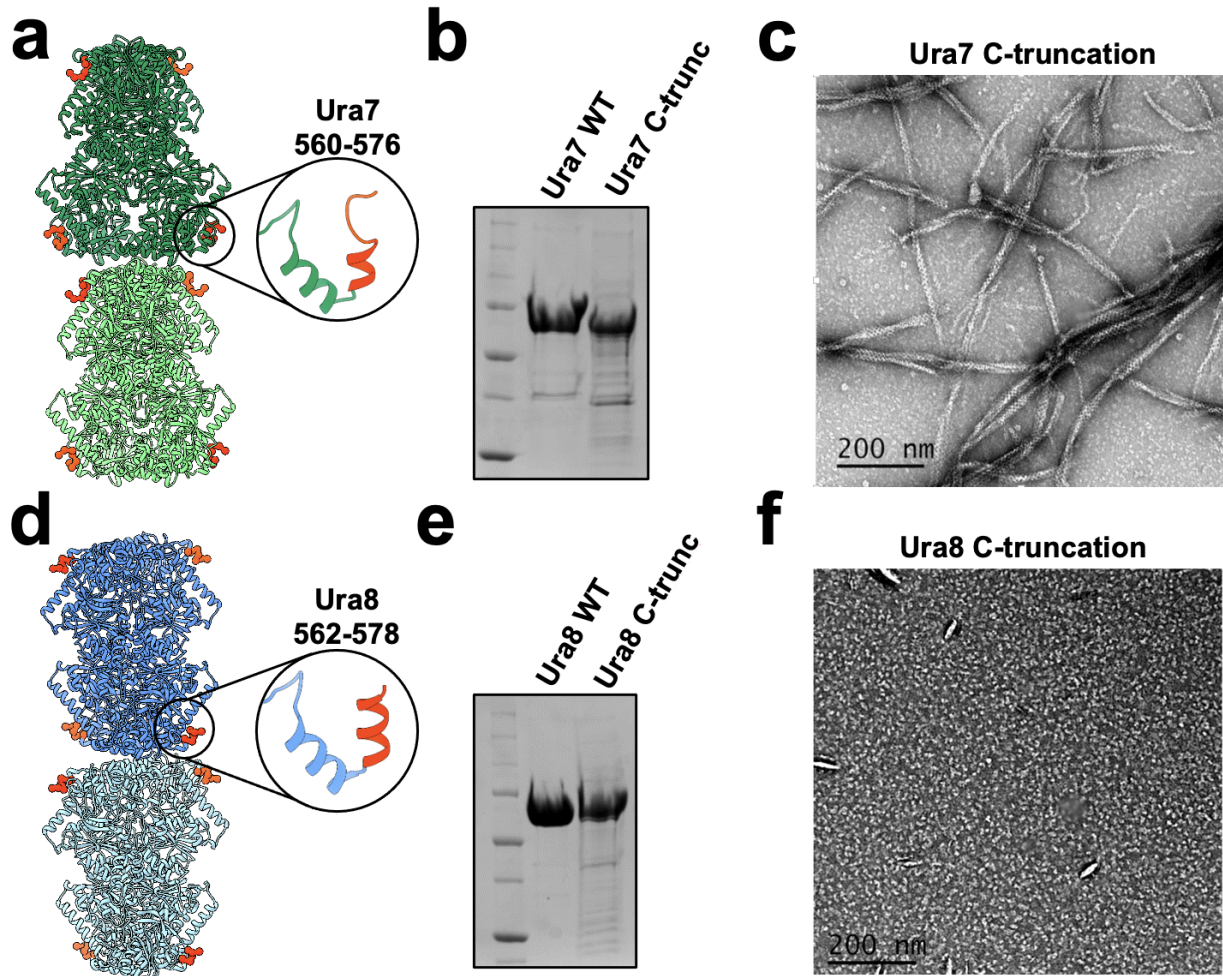 a
Ura7
560-576
b
Ura7 WT
Ura7 C-trunc
c
Ura7 C-truncation
200 nm
d
Ura8
562-578
e
Ura8 WT
Ura8 C-trunc
f
Ura8 C-truncation
200 nm